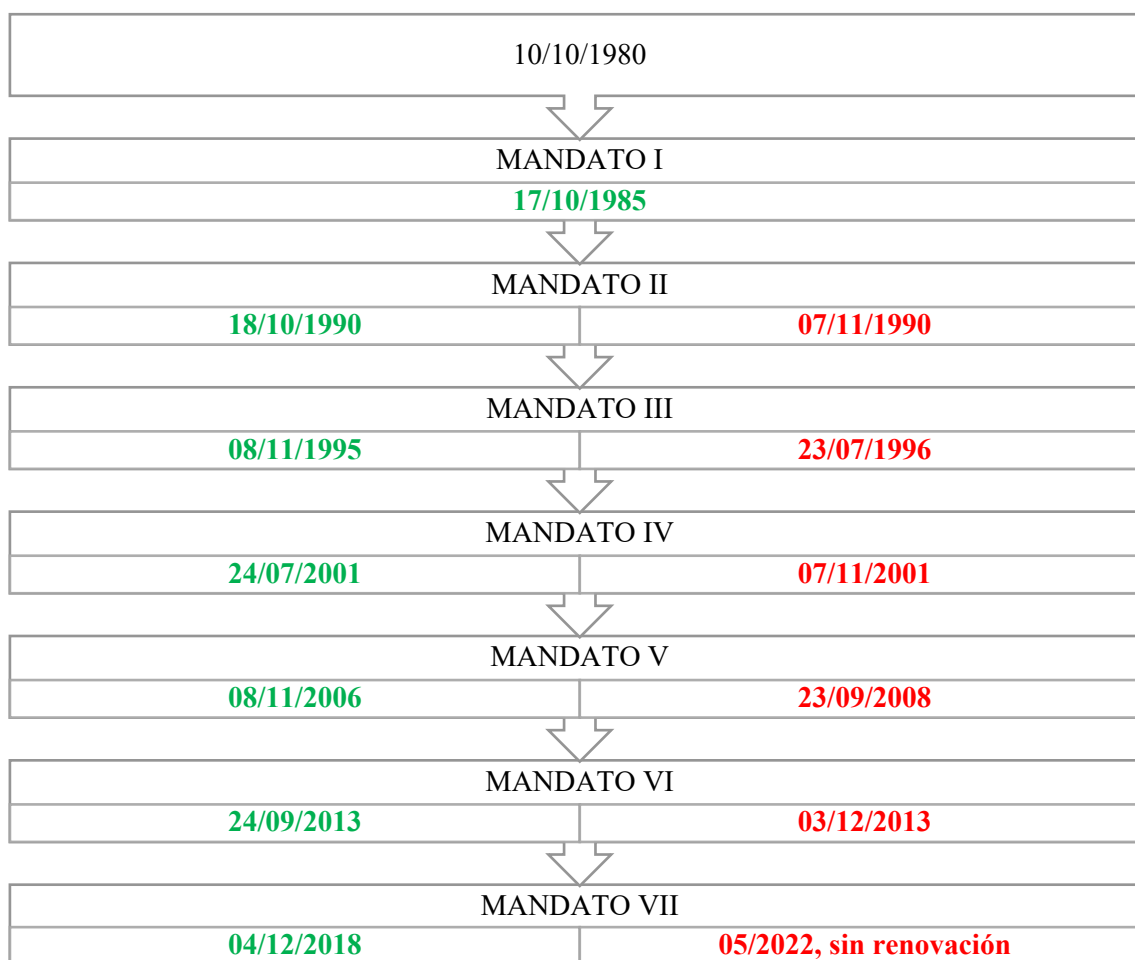 10/10/1980
MANDATO I
17/10/1985
MANDATO II
18/10/1990 07/11/1990
MANDATO III
08/11/1995 23/07/1996
MANDATO IV
24/07/2001 07/11/2001
MANDATO V
08/11/2006 23/09/2008
MANDATO VI
24/09/2013 03/12/2013
MANDATO VII
04/12/2018 05/2022, sin renovación